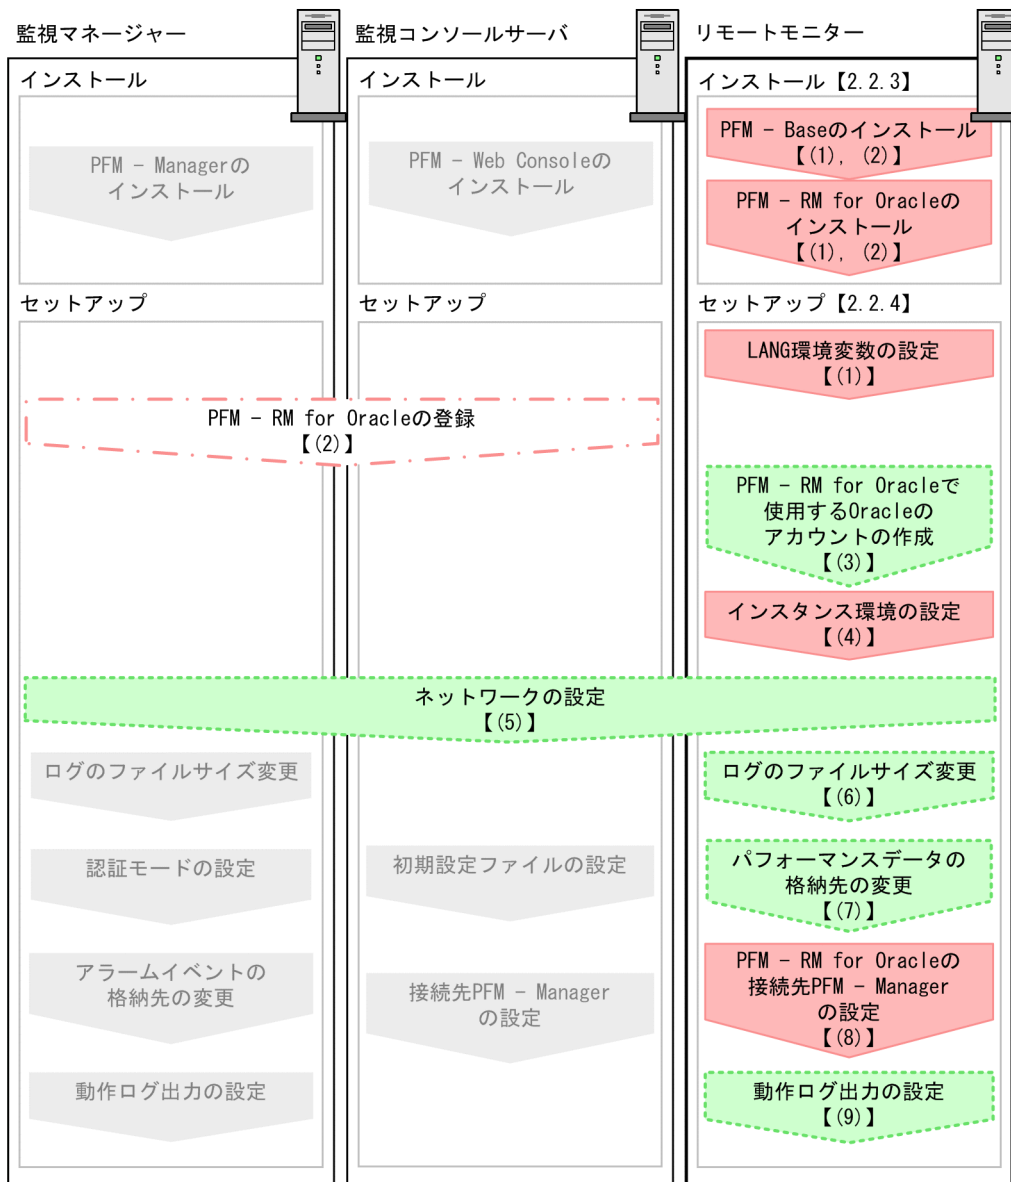 監視マネージャー
監視コンソールサーバ
リモートモニター
インストール
インストール
インストール【2.2.3】
PFM - Managerの
インストール
PFM - Web Consoleの
インストール
PFM - Baseのインストール
【(1), (2)】
PFM - RM for Oracleの
インストール
【(1), (2)】
セットアップ
セットアップ
セットアップ【2.2.4】
LANG環境変数の設定
【(1)】
PFM - RM for Oracleの登録
【(2)】
PFM - RM for Oracleで
使用するOracleの
アカウントの作成
【(3)】
インスタンス環境の設定
【(4)】
ネットワークの設定
【(5)】
ログのファイルサイズ変更
ログのファイルサイズ変更
【(6)】
認証モードの設定
初期設定ファイルの設定
パフォーマンスデータの
格納先の変更
【(7)】
アラームイベントの
格納先の変更
接続先PFM - Manager
の設定
PFM - RM for Oracleの
接続先PFM - Manager
の設定
【(8)】
動作ログ出力の設定
動作ログ出力の設定
【(9)】